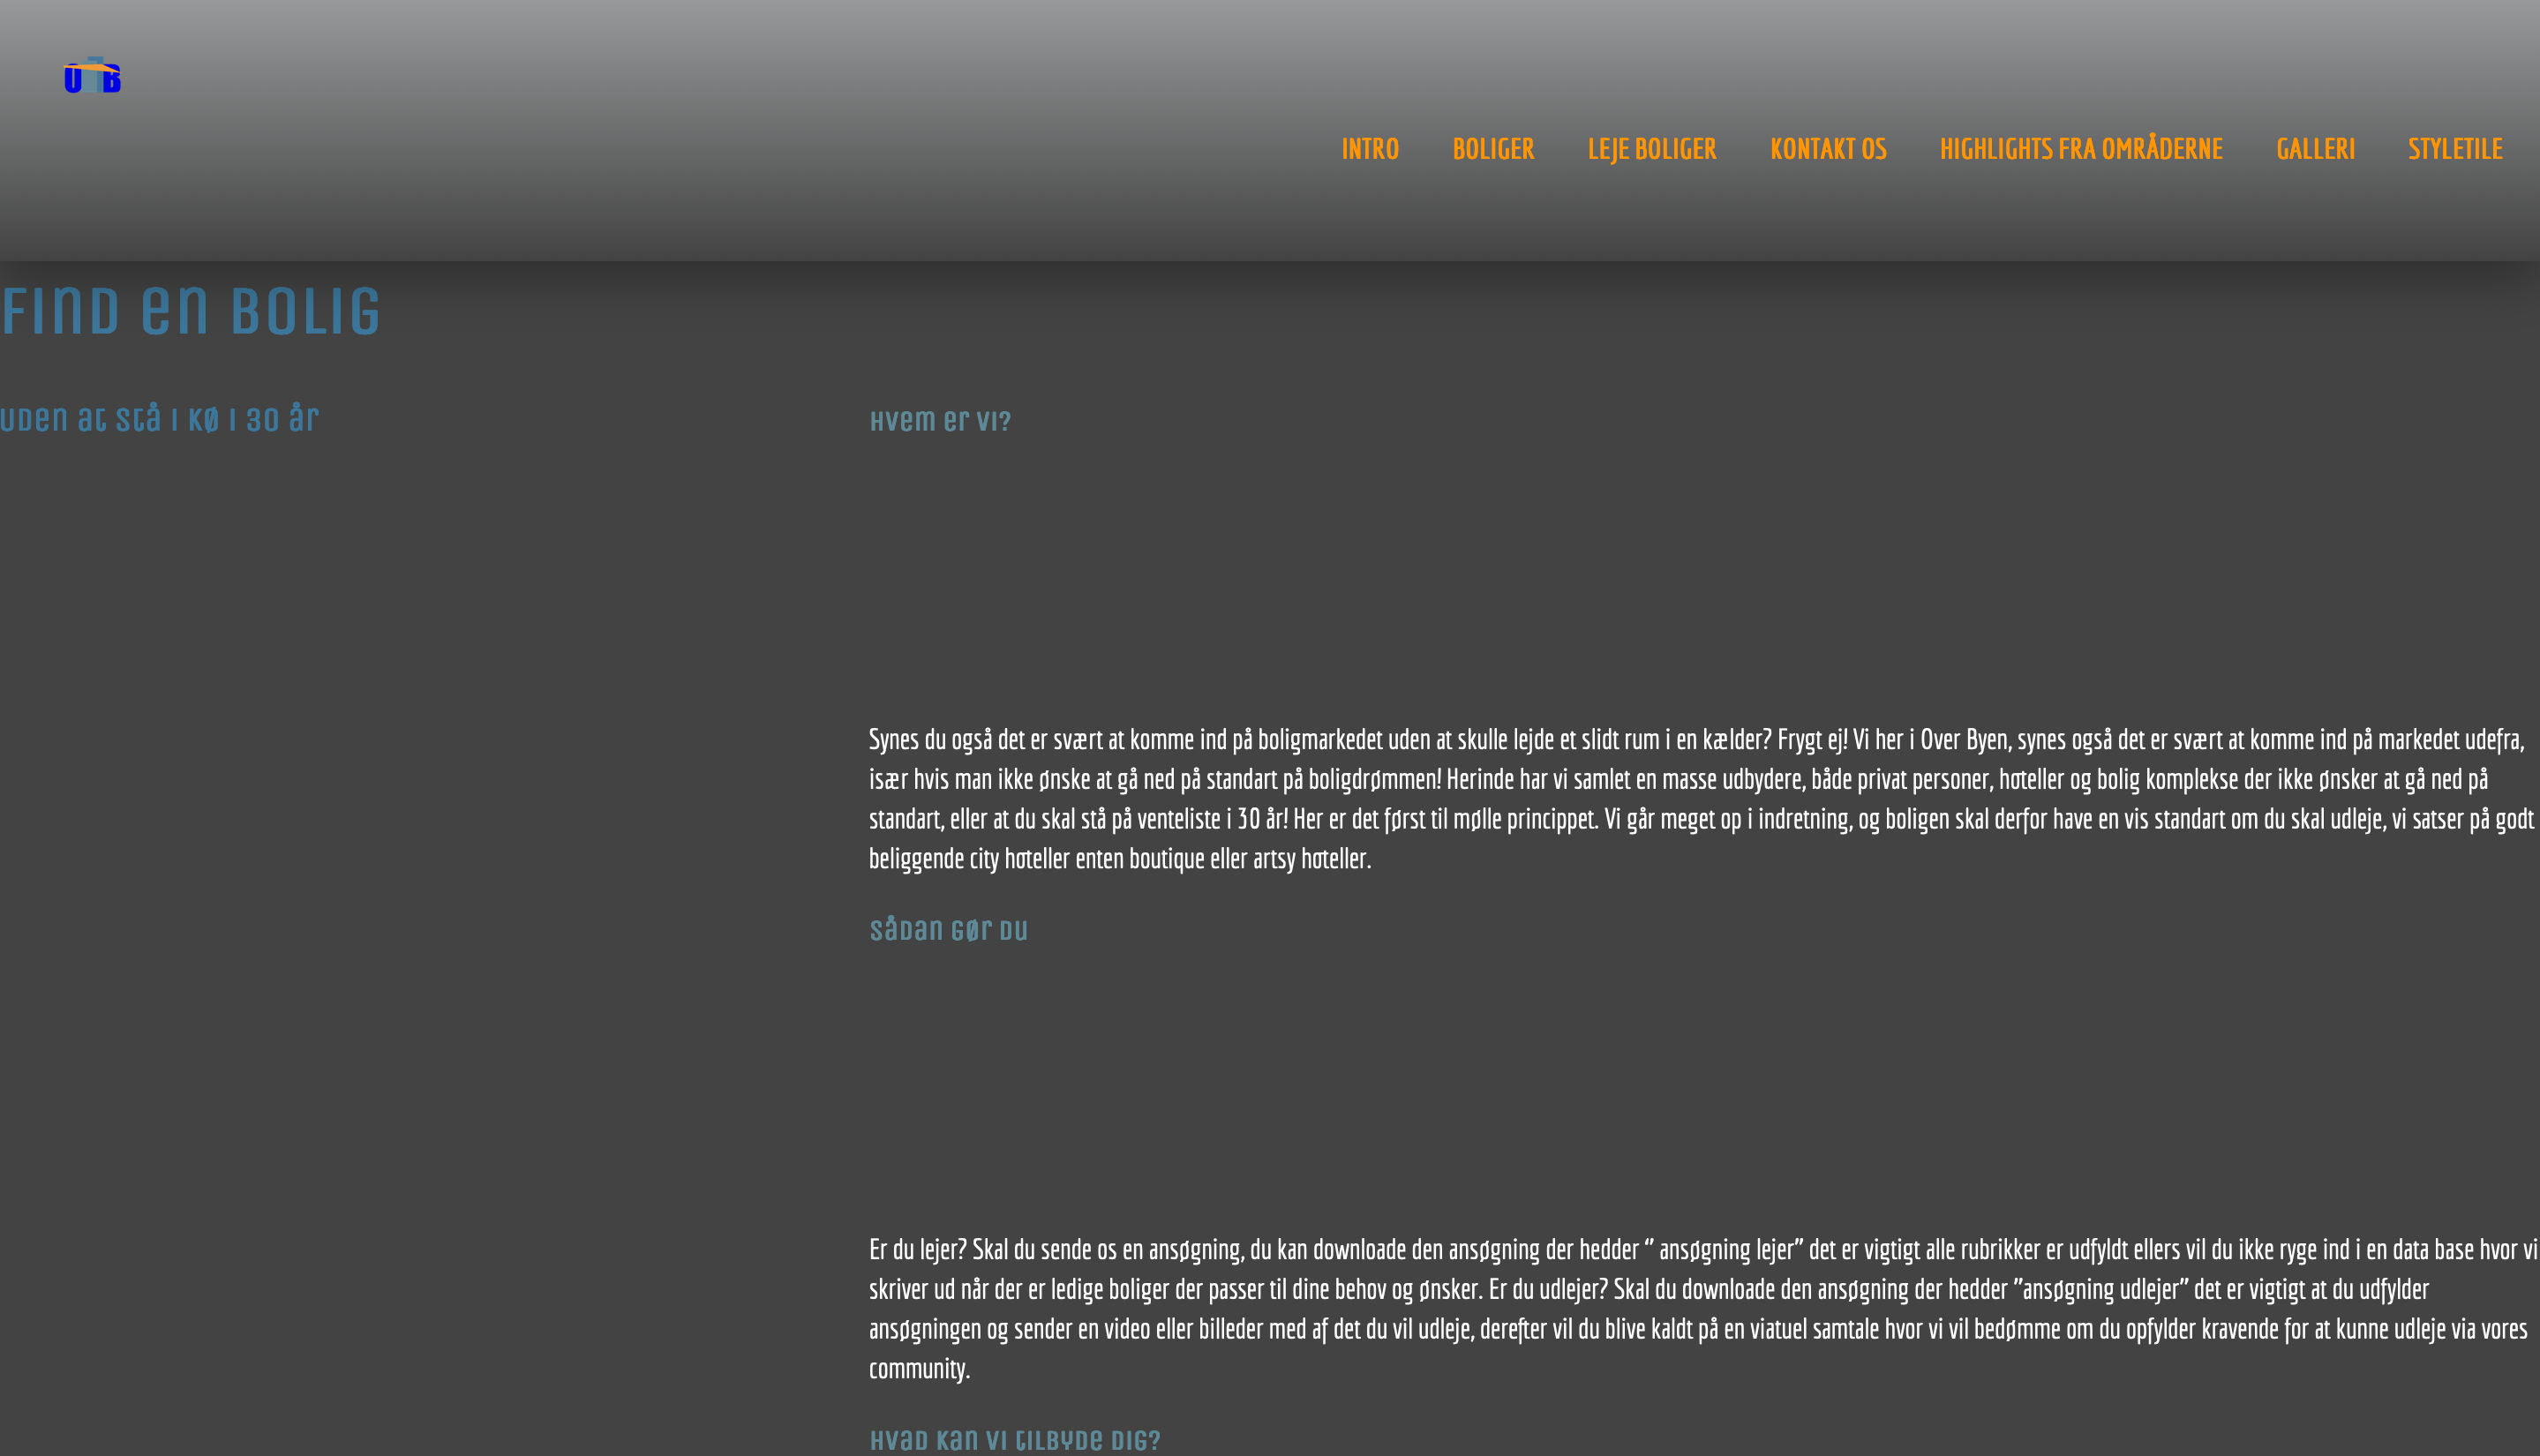 OB
INTRO BOLIGER LEJE BOLIGER KONTAKT OS HIGHLIGHTS FRA OMRÅDERNE GALLERI STYLETILE
Find en bolig
Uden at stå i kø i 30 år
Hvem er vi?
Synes du også det er svært at komme ind på boligmarkedet uden at skulle lejde et slidt rum i en kælder? Frygt ej! Vi her i Over Byen, synes også det er svært at komme ind på markedet udefra,
især hvis man ikke ønske at gå ned på standart på boligdrømmen! Herinde har vi samlet en masse udbydere, både privat personer, hoteller og bolig komplekse der ikke ønsker at gå ned på
standart, eller at du skal stå på venteliste i 30 år! Her er det først til mølle princippet. Vi går meget op i indretning, og boligen skal derfor have en vis standart om du skal udleje, vi satser på godt
beliggende city hoteller enten boutique eller artsy hoteller.
Sådan gør du
Er du lejer? Skal du sende os en ansøgning, du kan downloade den ansøgning der hedder “ ansøgning lejer” det er vigtigt alle rubrikker er udfyldt ellers vil du ikke ryge ind i en data base hvor vi
skriver ud når der er ledige boliger der passer til dine behov og ønsker. Er du udlejer? Skal du downloade den ansøgning der hedder ”ansøgning udlejer” det er vigtigt at du udfylder
ansøgningen og sender en video eller billeder med af det du vil udleje, derefter vil du blive kaldt på en viatuel samtale hvor vi vil bedømme om du opfylder kravende for at kunne udleje via vores
community.
Hvad kan vi tilbyde dig?